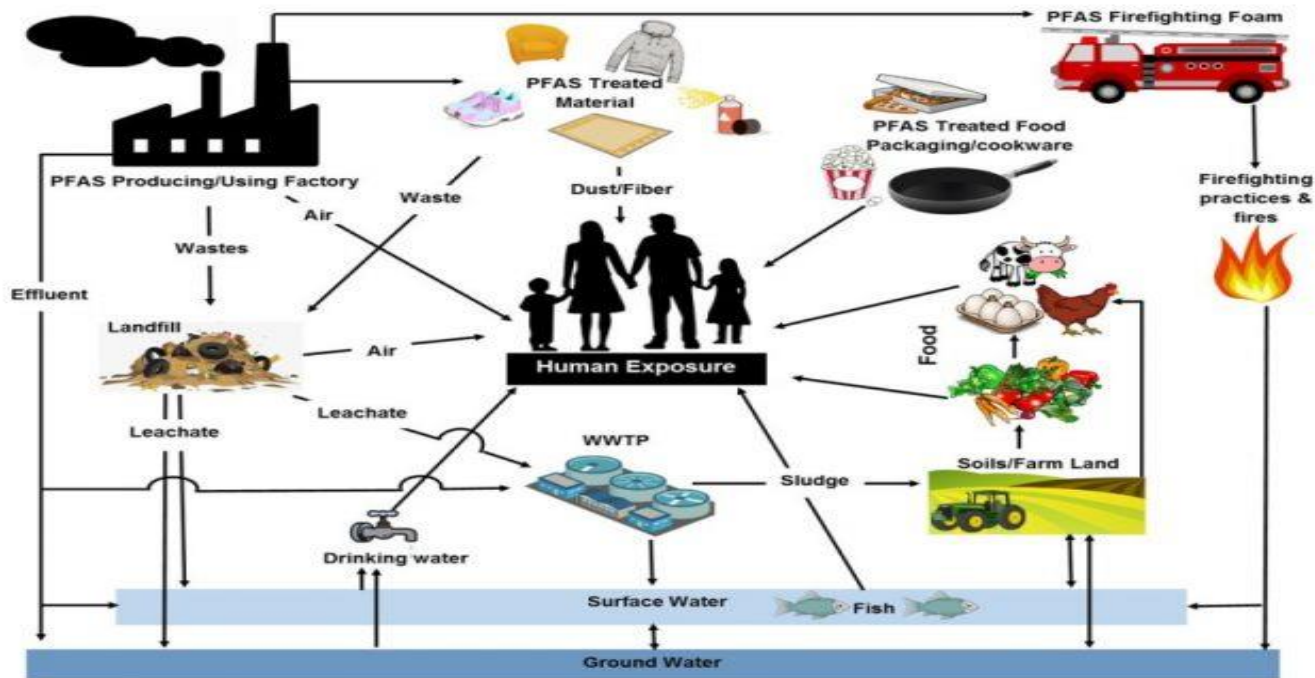 PFAS Firefighting Foam
PFAS Treated
Material
PFAS Treated Food
Packaging/cookware
PFAS Producing/Using Factory
Dust/Fiber
Firefighting
practices &
fires
Waste
Air
Wastes
Effluent
Landfill
Air
Food
Human Exposure
Leachate
Leachate
WWTP
Soils/Farm Land
Sludge
Drinking water
Surface Water
Fish
Ground Water